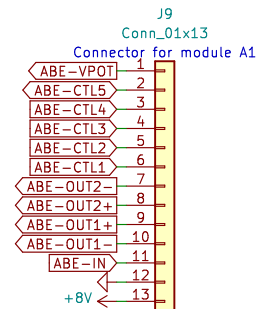 J9
Conn_01x13
Connector for module A1
ABE-VPOT 1
ABE-CTL5 2
ABE-CTL4 3
ABE-CTL3 4
ABE-CTL2 5
ABE-CTL1 6
ABE-OUT2- 7
ABE-OUT2+ 8
ABE-OUT1+ 9
ABE-OUT1- 10
ABE-IN 11
12
+8V 13